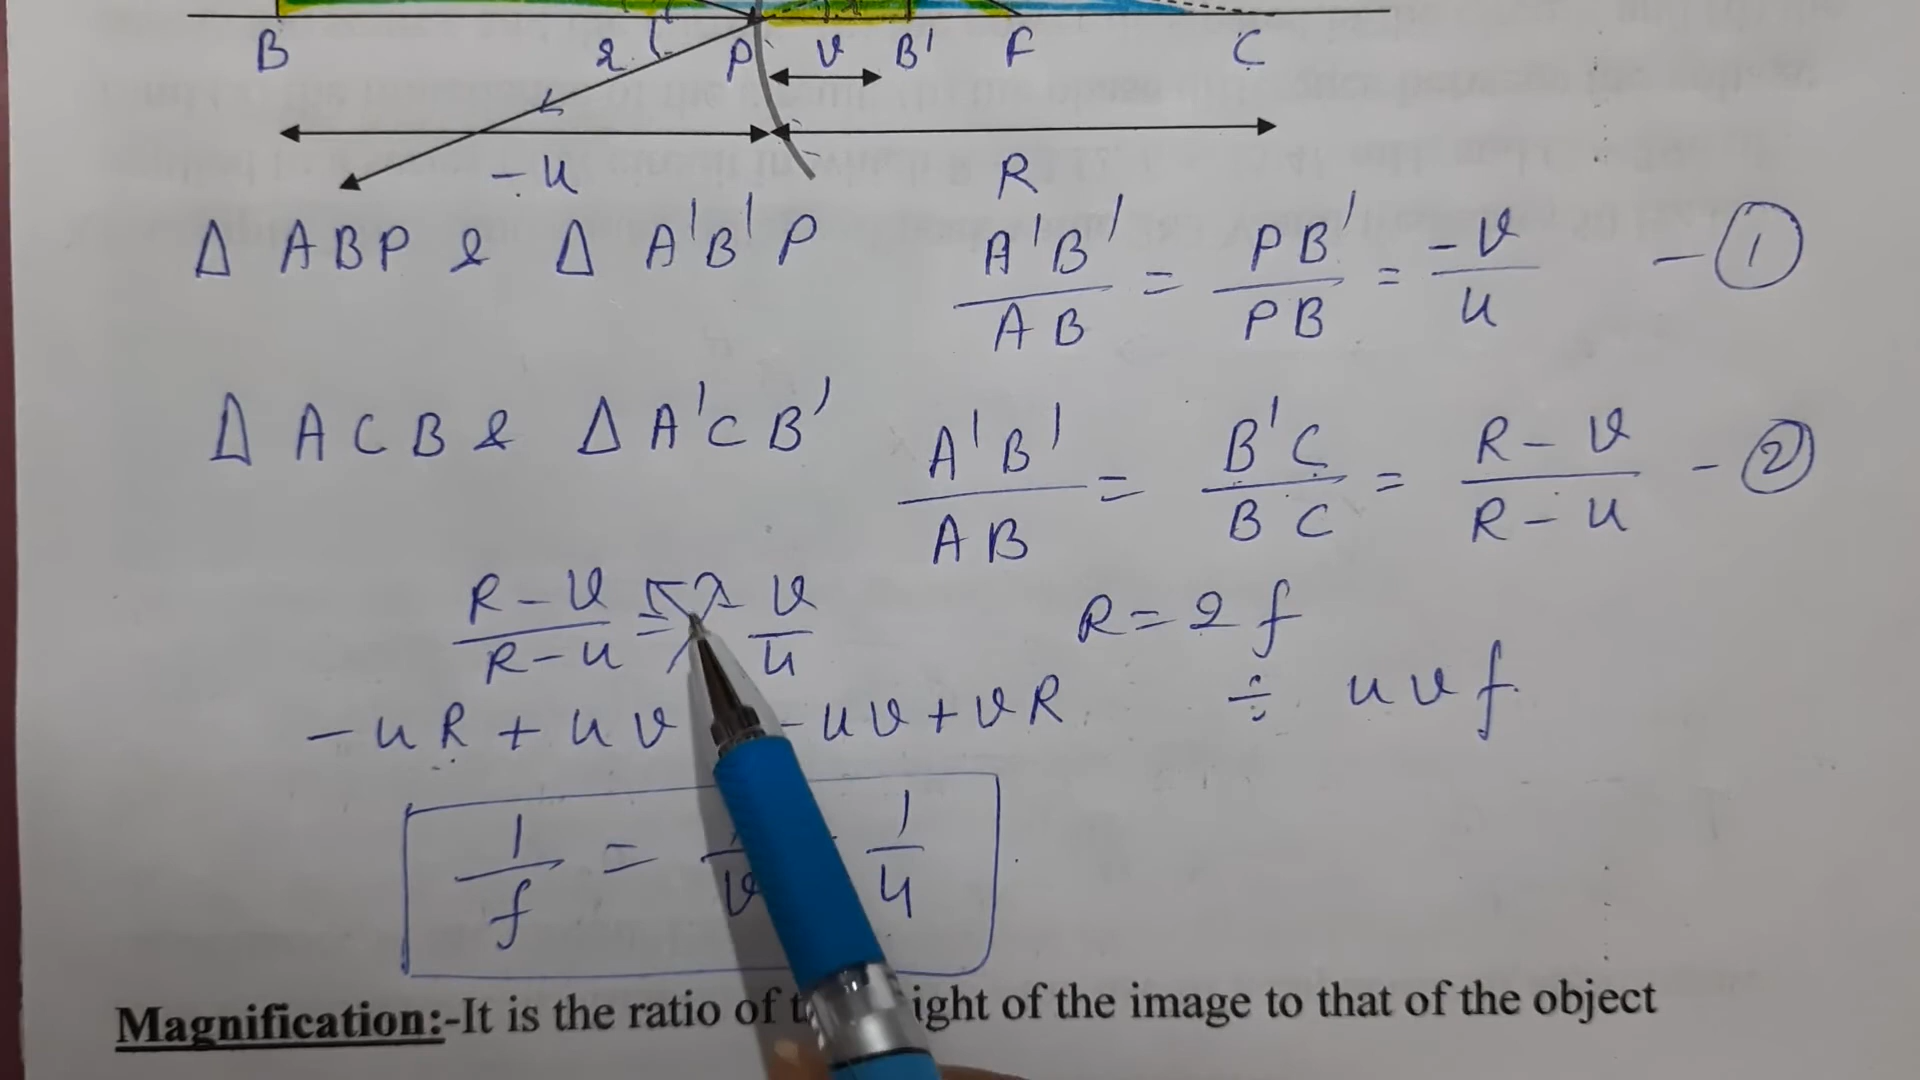 B 2 P v B' F C
-u R
Δ ABP & Δ A'B'P A'B'/AB = PB'/PB = -v/u - ①
Δ ACB & Δ A'CB' A'B'/AB = B'C/BC = R-v/R-u - ②
R-v/R-u = v/u R = 2f
-uR + uv - uv + vR ÷ uvf
1/f = 1/u
Magnification:-It is the ratio of of the image to that of the object